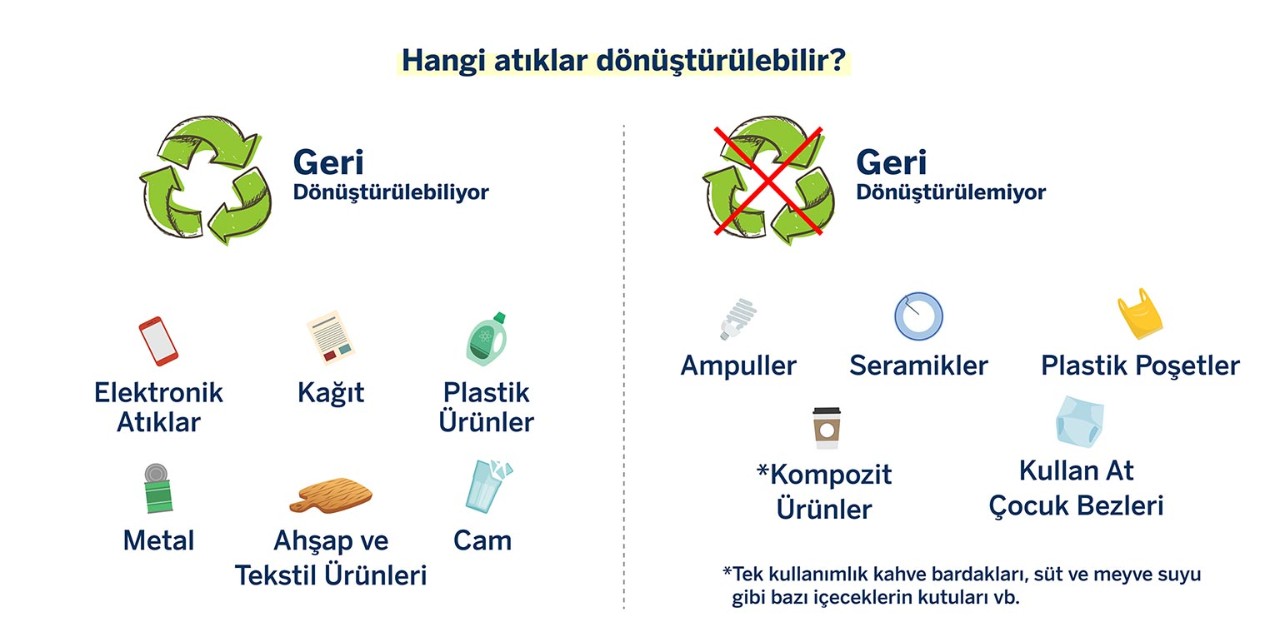 Hangi atıklar dönüştürülebilir?
Geri
Dönüştürülebiliyor
Elektronik
Atıklar
Kağıt
Plastik
Ürünler
Metal
Ahşap ve
Tekstil Ürünleri
Cam
Geri
Dönüştürülemiyor
Ampuller
Seramikler
Plastik Poşetler
*Kompozit
Ürünler
Kullan At
Çocuk Bezleri
*Tek kullanımlık kahve bardakları, süt ve meyve suyu
gibi bazı içeceklerin kutuları vb.